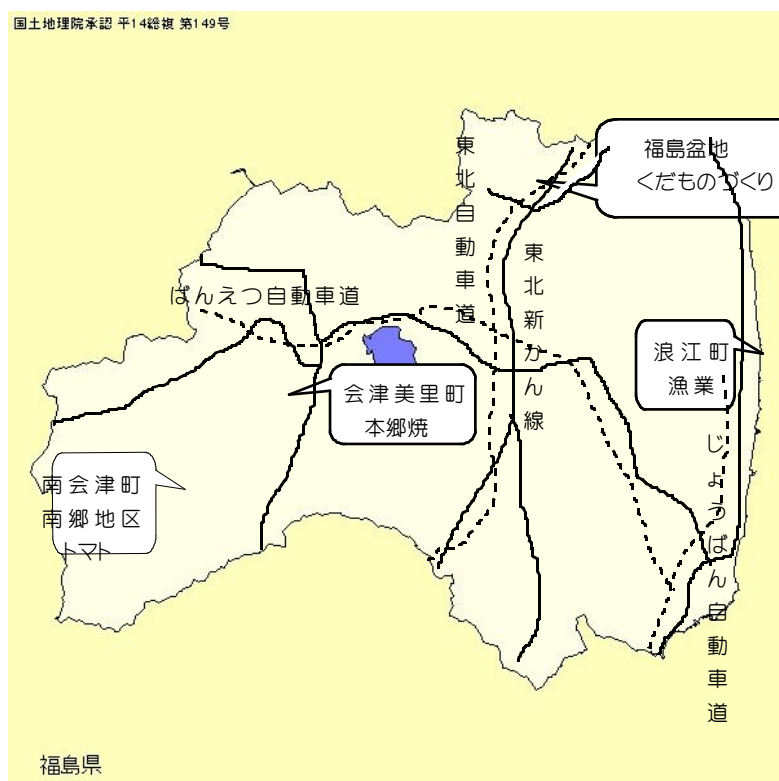 国土地理院承認 平14総複 第149号
福島盆地
くだものづくり
東北自動車道
東北新かん線
ばんえつ自動車道
浪江町
漁業
会津美里町
本郷焼
じょうばん自動車道
南会津町
南郷地区
トマト
福島県